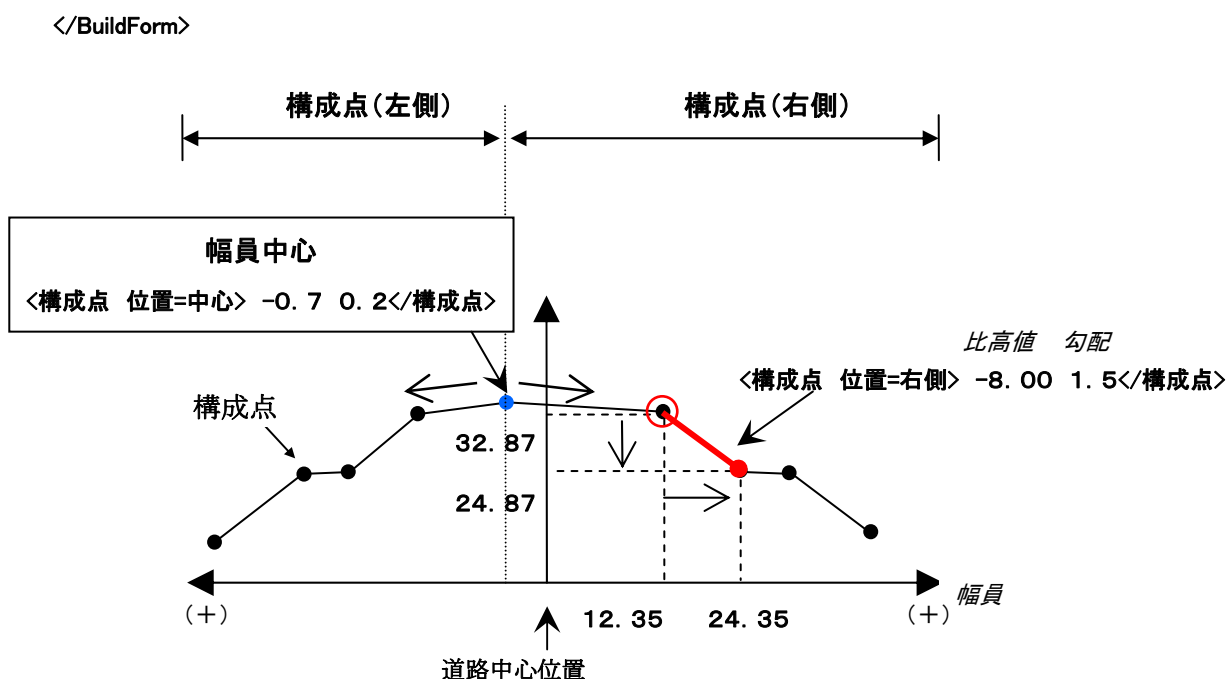 </BuildForm>
構成点（左側）
構成点（右側）
幅員中心
<構成点　位置=中心> -0．7　0．2</構成点>
比高値　勾配
<構成点　位置=右側> -8．00　1．5</構成点>
構成点
32．87
24．87
（＋）
12．35
24．35
（＋）
幅員
道路中心位置